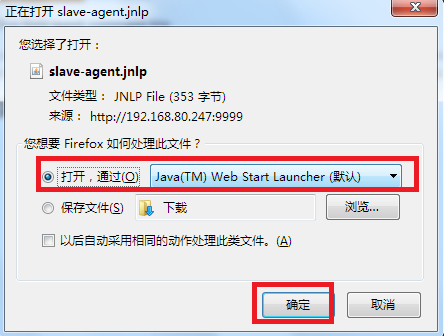 正在打开 slave-agent.jnlp
您选择了打开:
slave-agent.jnlp
文件类型: JNLP File (353 字节)
来源: http://192.168.80.247:9999
您想要 Firefox 如何处理此文件?
打开，通过(O) Java(TM) Web Start Launcher (默认)
保存文件(S) 下载 浏览...
以后自动采用相同的动作处理此类文件。(A)
确定 取消